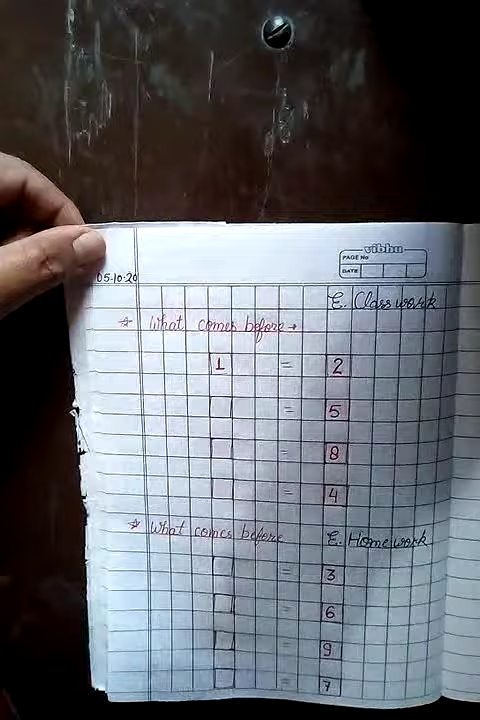 vibhu
PAGE No
DATE
05·10·20
E. Classwork
☆ What comes before →
1 = 2
= 5
= 8
= 4
☆ What comes before
E. Homework
= 3
= 6
= 9
= 7